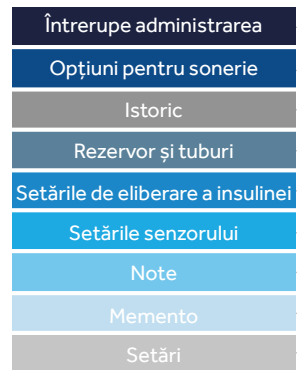 Întrerupe administrarea
Opțiuni pentru sonerie
Istoric
Rezervor și tuburi
Setările de eliberare a insulinei
Setările senzorului
Note
Memento
Setări